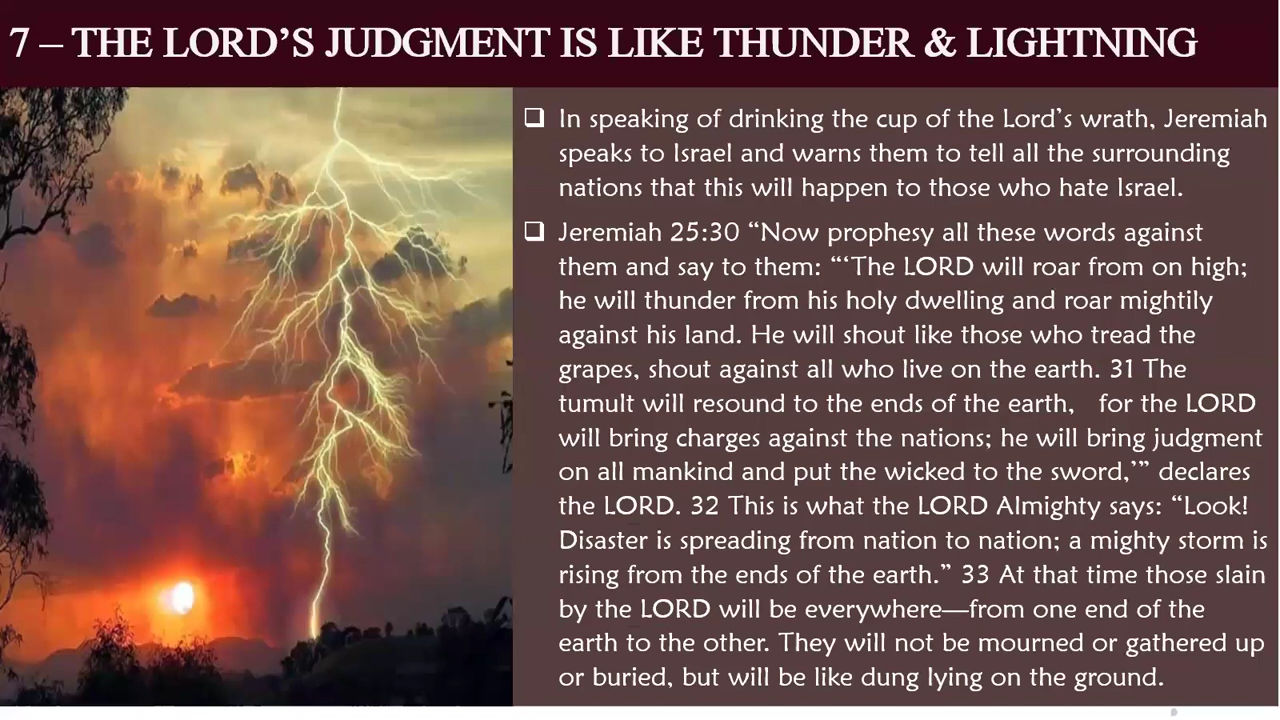 7 – THE LORD’S JUDGMENT IS LIKE THUNDER & LIGHTNING
❑ In speaking of drinking the cup of the Lord’s wrath, Jeremiah
speaks to Israel and warns them to tell all the surrounding
nations that this will happen to those who hate Israel.
❑ Jeremiah 25:30 “Now prophesy all these words against
them and say to them: “‘The LORD will roar from on high;
he will thunder from his holy dwelling and roar mightily
against his land. He will shout like those who tread the
grapes, shout against all who live on the earth. 31 The
tumult will resound to the ends of the earth,   for the LORD
will bring charges against the nations; he will bring judgment
on all mankind and put the wicked to the sword,’” declares
the LORD. 32 This is what the LORD Almighty says: “Look!
Disaster is spreading from nation to nation; a mighty storm is
rising from the ends of the earth.” 33 At that time those slain
by the LORD will be everywhere—from one end of the
earth to the other. They will not be mourned or gathered up
or buried, but will be like dung lying on the ground.